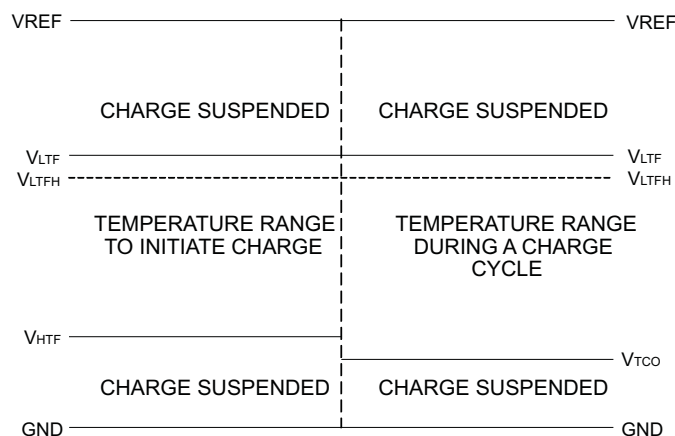 VREF
VREF
CHARGE SUSPENDED
CHARGE SUSPENDED
VLTF
VLTF
VLTFH
VLTFH
TEMPERATURE RANGE
TO INITIATE CHARGE
TEMPERATURE RANGE
DURING A CHARGE
CYCLE
VHTF
VTCO
CHARGE SUSPENDED
CHARGE SUSPENDED
GND
GND